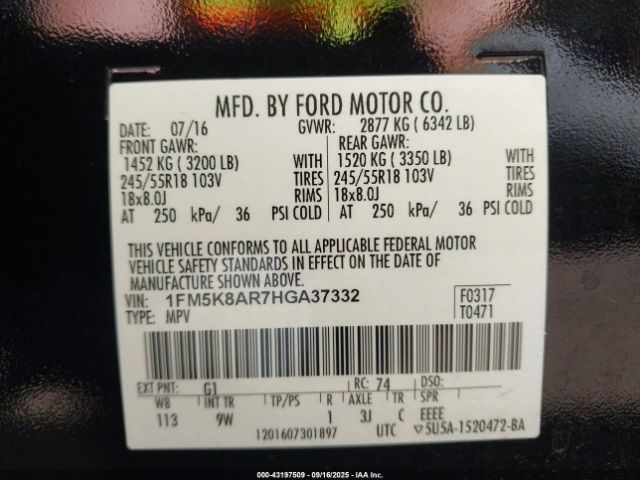 MFD. BY FORD MOTOR CO.
DATE: 07/16 GVWR: 2877 KG ( 6342 LB)
FRONT GAWR: REAR GAWR:
1452 KG ( 3200 LB) WITH 1520 KG ( 3350 LB) WITH
245/55R18 103V TIRES 245/55R18 103V TIRES
18x8.0J RIMS 18x8.0J RIMS
AT 250 kPa/ 36 PSI COLD AT 250 kPa/ 36 PSI COLD
THIS VEHICLE CONFORMS TO ALL APPLICABLE FEDERAL MOTOR
VEHICLE SAFETY STANDARDS IN EFFECT ON THE DATE OF
MANUFACTURE SHOWN ABOVE.
VIN: 1FM5K8AR7HGA37332 F0317
TYPE: MPV T0471
EXT PNT: G1 RC: 74 DSO:
WB INT TR TP/PS R AXLE TR
113 9W 1 3J C EEEE
1201607301897 UTC 5U5A-1520472-BA
000-43197509 - 09/16/2025 - IAA Inc.